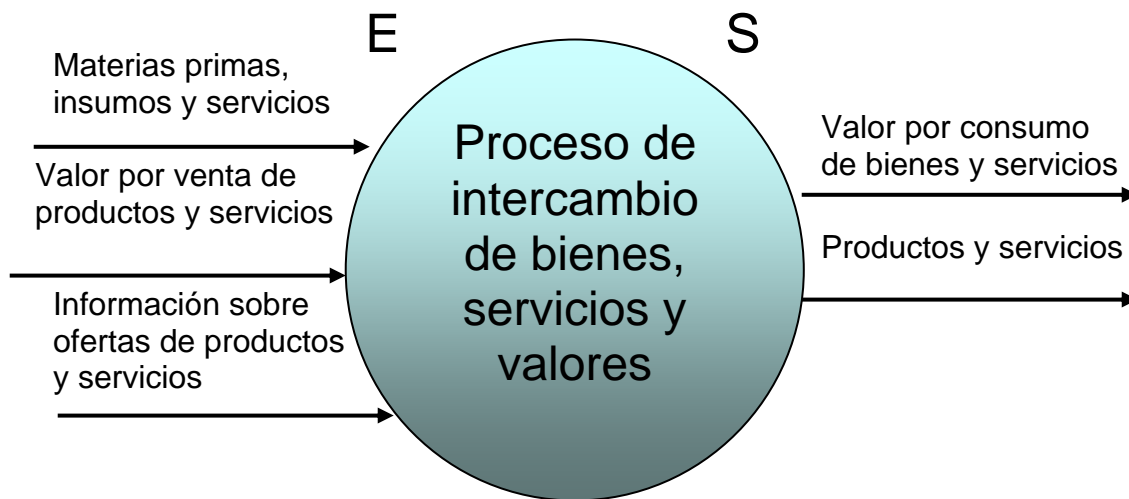 E
S
Materias primas,
insumos y servicios
Valor por venta de
productos y servicios
Información sobre
ofertas de productos
y servicios
Proceso de
intercambio
de bienes,
servicios y
valores
Valor por consumo
de bienes y servicios
Productos y servicios